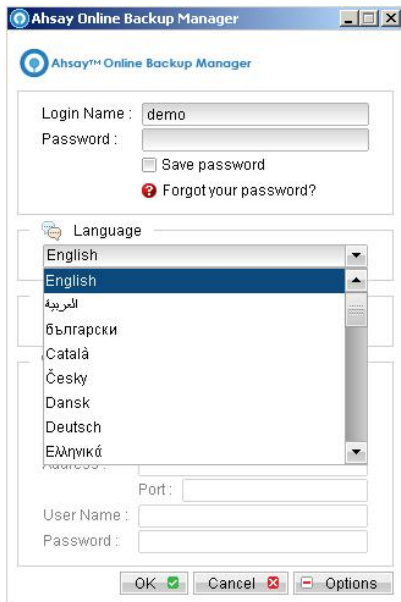 Ahsay Online Backup Manager
Ahsay™ Online Backup Manager
Login Name : demo
Password :
Save password
Forgot your password?
Language
English
English
العربية
български
Català
Česky
Dansk
Deutsch
Ελληνικά
Port :
User Name :
Password :
OK Cancel Options